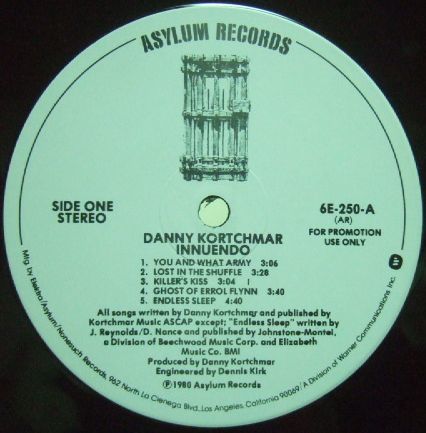 ASYLUM RECORDS
SIDE ONE
STEREO
6E-250-A
(AR)
FOR PROMOTION
USE ONLY
DANNY KORTCHMAR
INNUENDO
1. YOU AND WHAT ARMY 3:06
2. LOST IN THE SHUFFLE 3:28
3. KILLER'S KISS 3:04
4. GHOST OF ERROL FLYNN 3:40
5. ENDLESS SLEEP 4:40
All songs written by Danny Kortchmar and published by
Kortchmar Music ASCAP except; "Endless Sleep" written by
J. Reynolds/D. Nance and published by Johnstone-Montei,
a Division of Beechwood Music Corp. and Elizabeth
Music Co. BMI
Produced by Danny Kortchmar
Engineered by Dennis Kirk
Ⓟ1980 Asylum Records
Mfg. by Elektra/Asylum/Nonesuch Records, 962 North La Cienega Blvd., Los Angeles, California 90069/A Division of Warner Communications Inc.